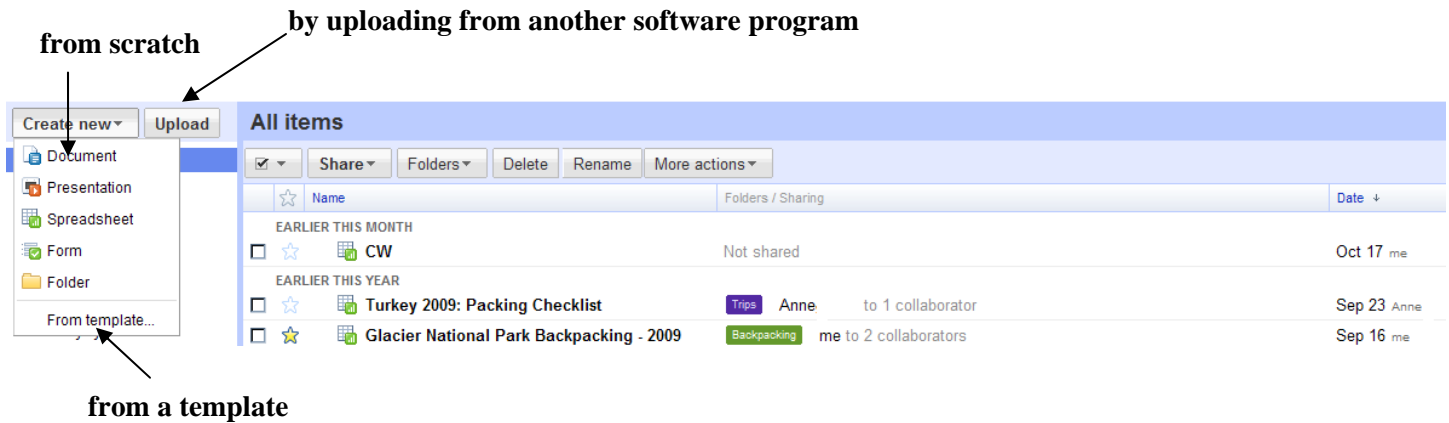 by uploading from another software program
from scratch
Create new Upload All items
Document
Share Folders Delete Rename More actions
Presentation
Name Folders / Sharing Date
Spreadsheet
EARLIER THIS MONTH
Form
CW Not shared Oct 17 me
Folder
EARLIER THIS YEAR
Turkey 2009: Packing Checklist Trips Anne to 1 collaborator Sep 23 Anne
From template...
Glacier National Park Backpacking - 2009 Backpacking me to 2 collaborators Sep 16 me
from a template